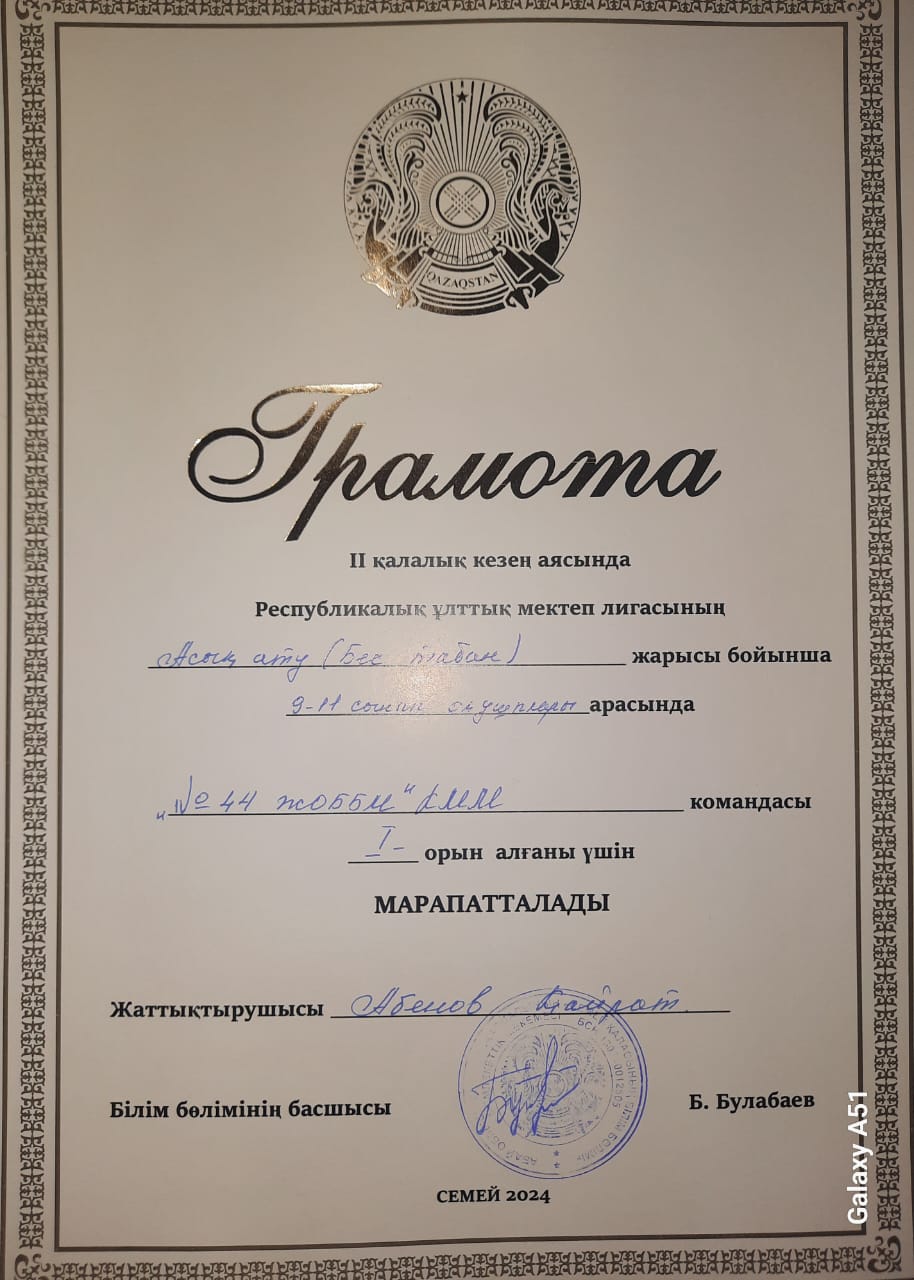 QAZAQSTAN
Грамота
ІІ қалалық кезең аясында
Республикалық ұлттық мектеп лигасының
Асық ату (Бес табан) жарысы бойынша
9-11 сынып оқушылары арасында
"№ 44 ЖОББМ" КММ командасы
-I- орын алғаны үшін
МАРАПАТТАЛАДЫ
Жаттықтырушысы Абенов Қайрат
Білім бөлімінің басшысы
Б. Булабаев
СЕМЕЙ 2024
Galaxy A51